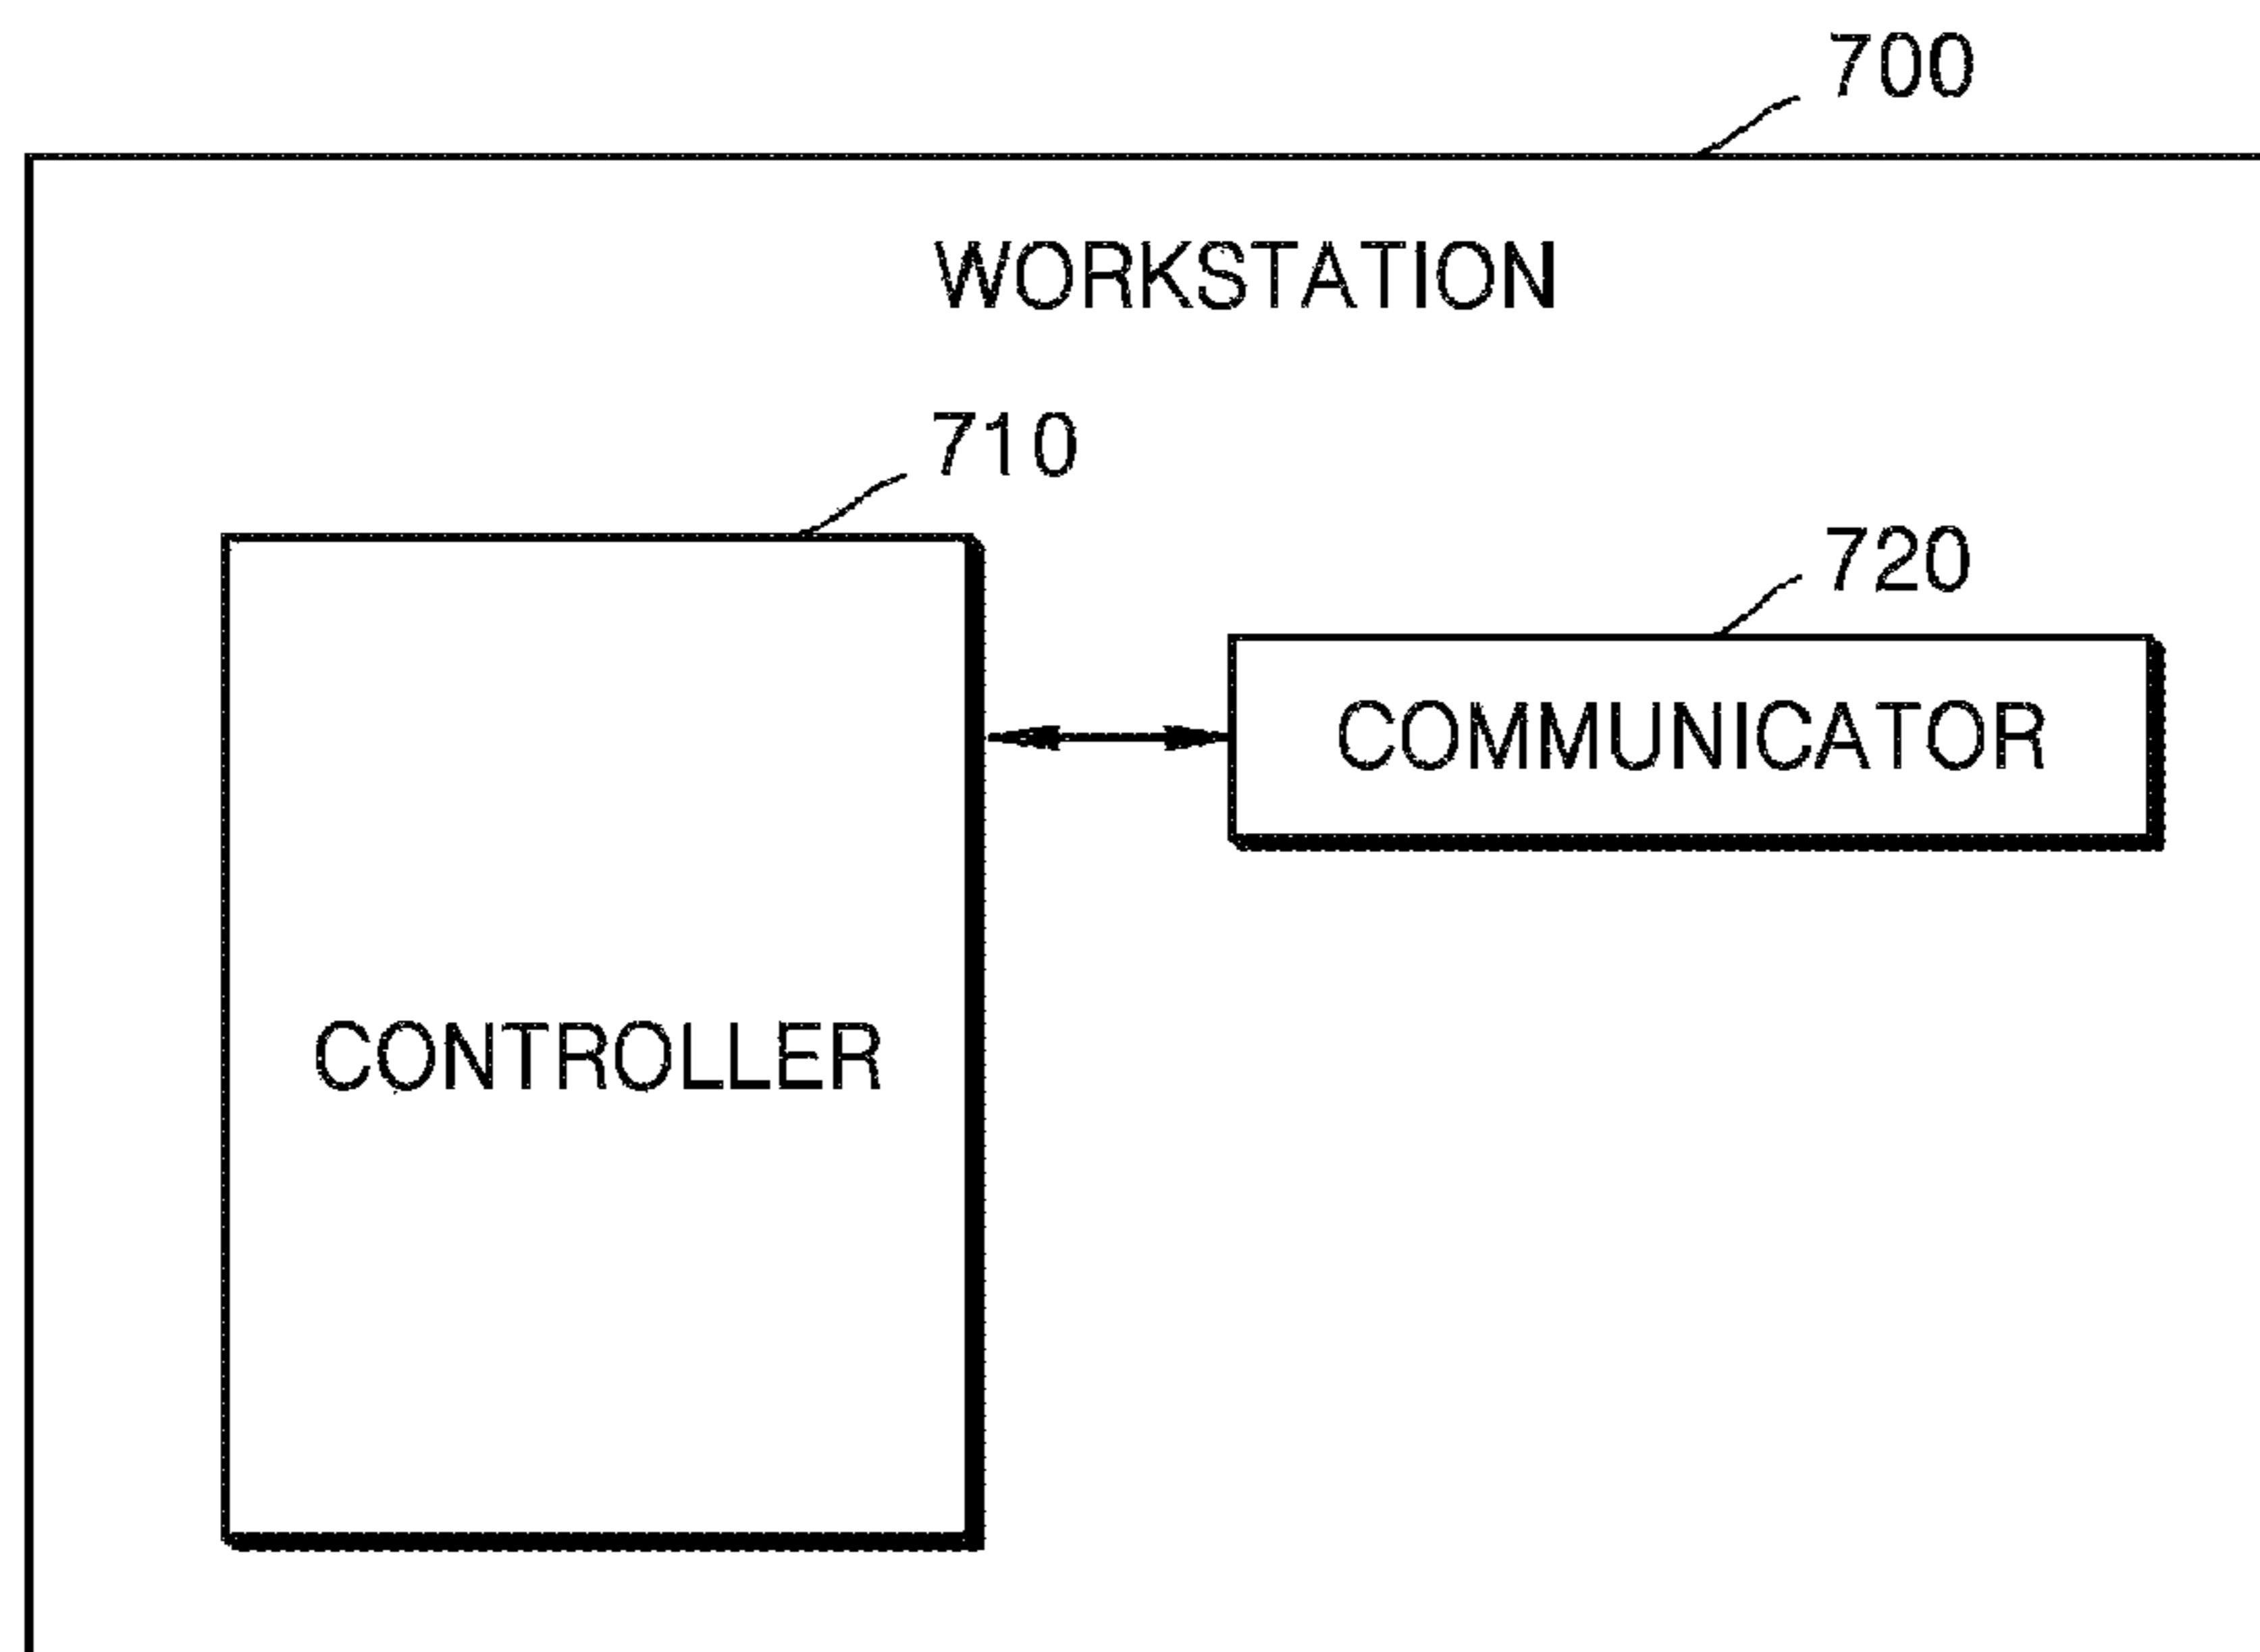 700
WORKSTATION
710
720
COMMUNICATOR
CONTROLLER